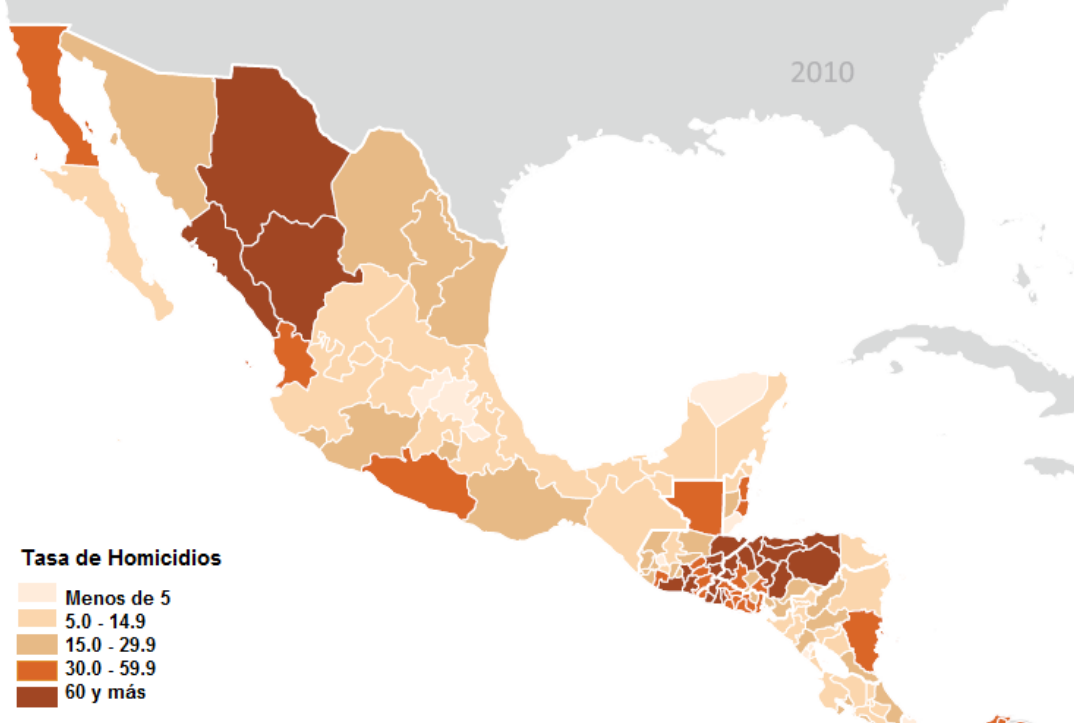 2010
Tasa de Homicidios
Menos de 5
5.0 - 14.9
15.0 - 29.9
30.0 - 59.9
60 y más